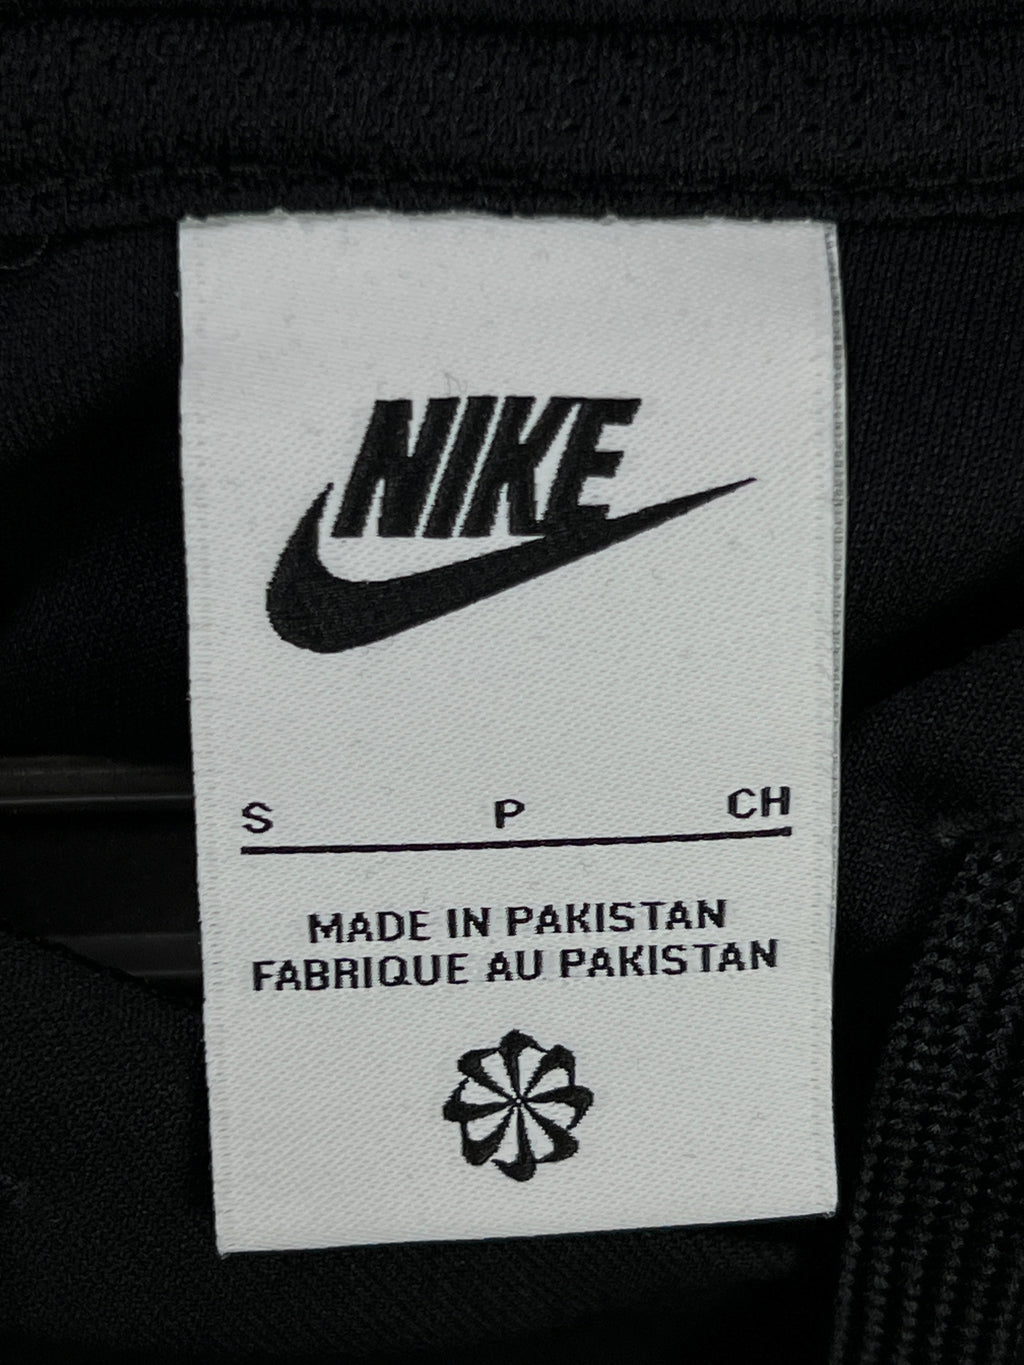 NIKE
S P CH
MADE IN PAKISTAN
FABRIQUE AU PAKISTAN